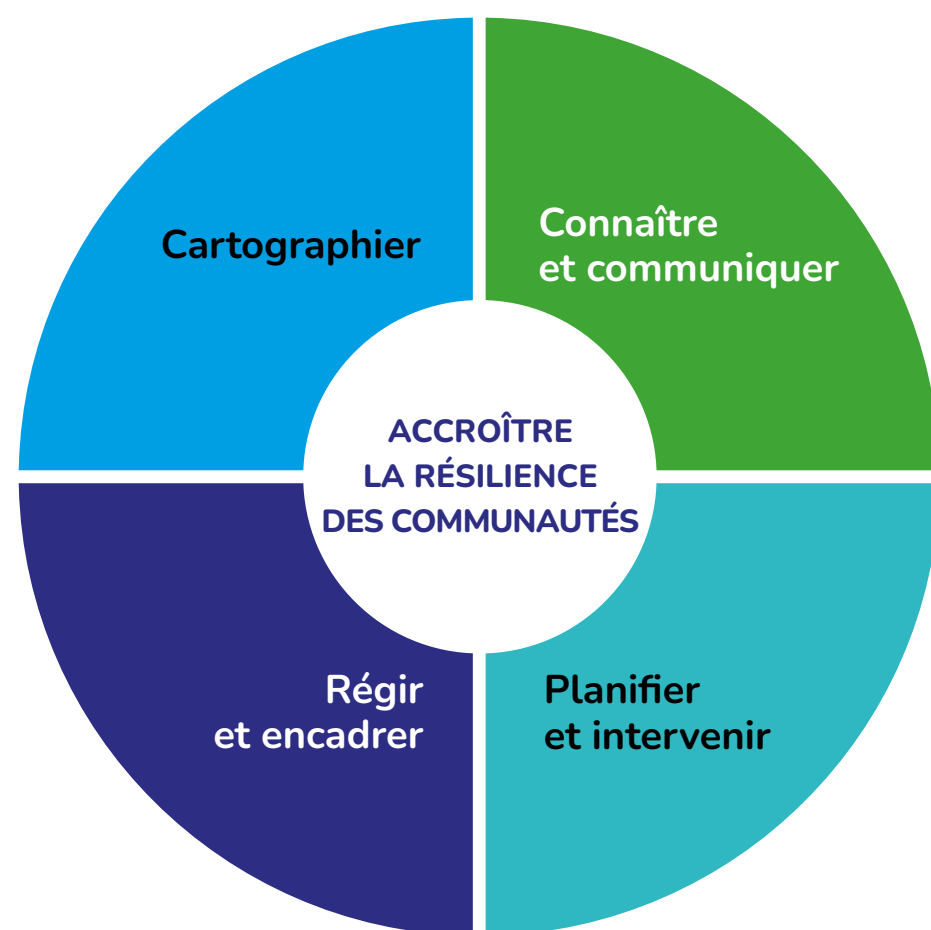 Cartographier
Connaître
et communiquer
ACCROÎTRE
LA RÉSILIENCE
DES COMMUNAUTÉS
Régir
et encadrer
Planifier
et intervenir